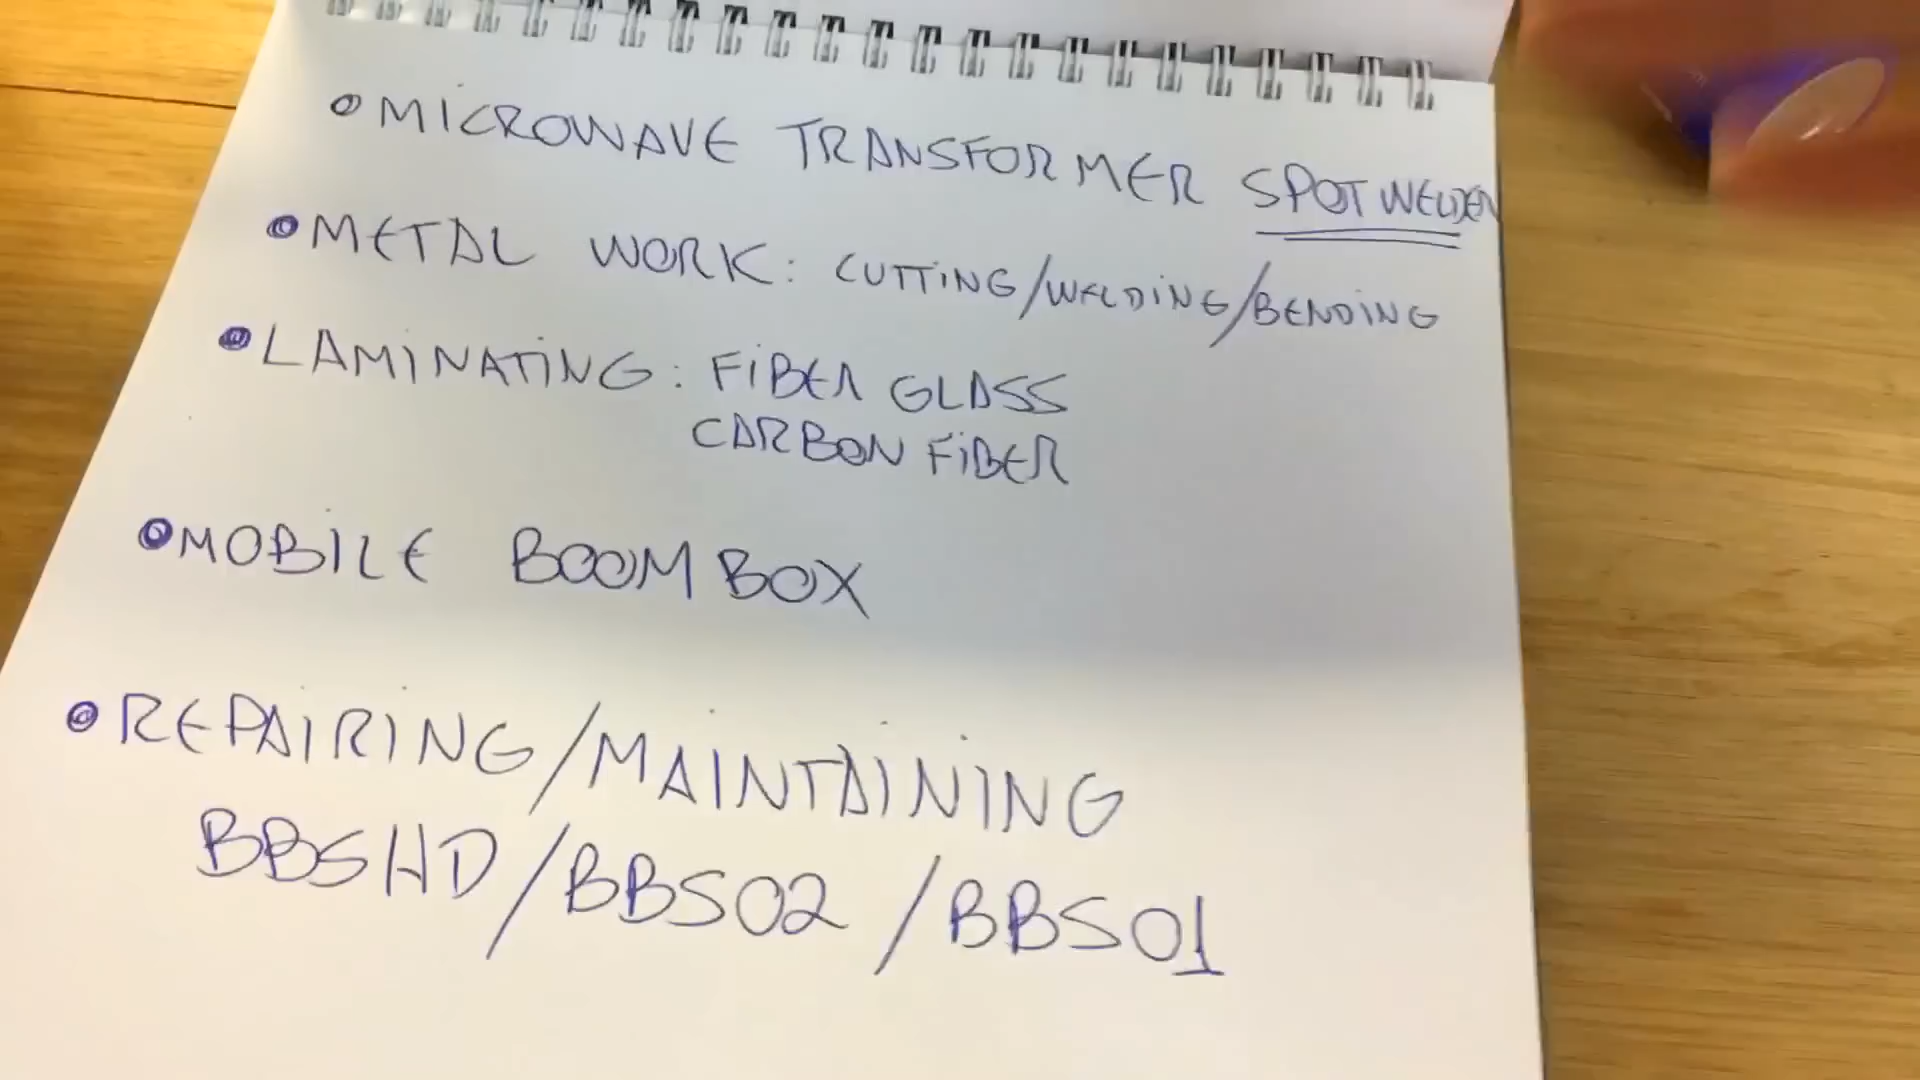 MICROWAVE TRANSFORMER SPOT WELDER
METAL WORK: CUTTING/WELDING/BENDING
LAMINATING: FIBER GLASS
CARBON FIBER
MOBILE BOOM BOX
REPAIRING/MAINTAINING
BBSHD/BBS02/BBS01